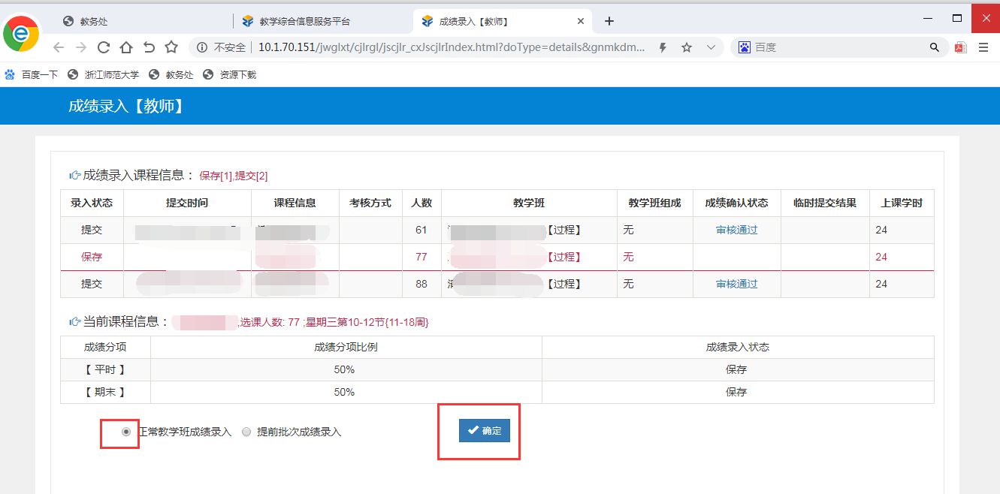 教务处
教学综合信息服务平台
成绩录入【教师】
不安全
10.1.70.151/jwglxt/cjlrgl/jscjlr_cxJscjlrIndex.html?doType=details&gnmkdm...
百度
百度一下
浙江师范大学
教务处
资源下载
成绩录入【教师】
成绩录入课程信息： 保存[1],提交[2]
录入状态 提交时间 课程信息 考核方式 人数 教学班 教学班组成 成绩确认状态 临时提交结果 上课学时
提交 61 【过程】 无 审核通过 24
保存 77 【过程】 无 24
提交 88 【过程】 无 审核通过 24
当前课程信息： ,选课人数: 77 ;星期三第10-12节{11-18周}
成绩分项 成绩分项比例 成绩录入状态
【 平时 】 50% 保存
【 期末 】 50% 保存
正常教学班成绩录入 提前批次成绩录入 确定